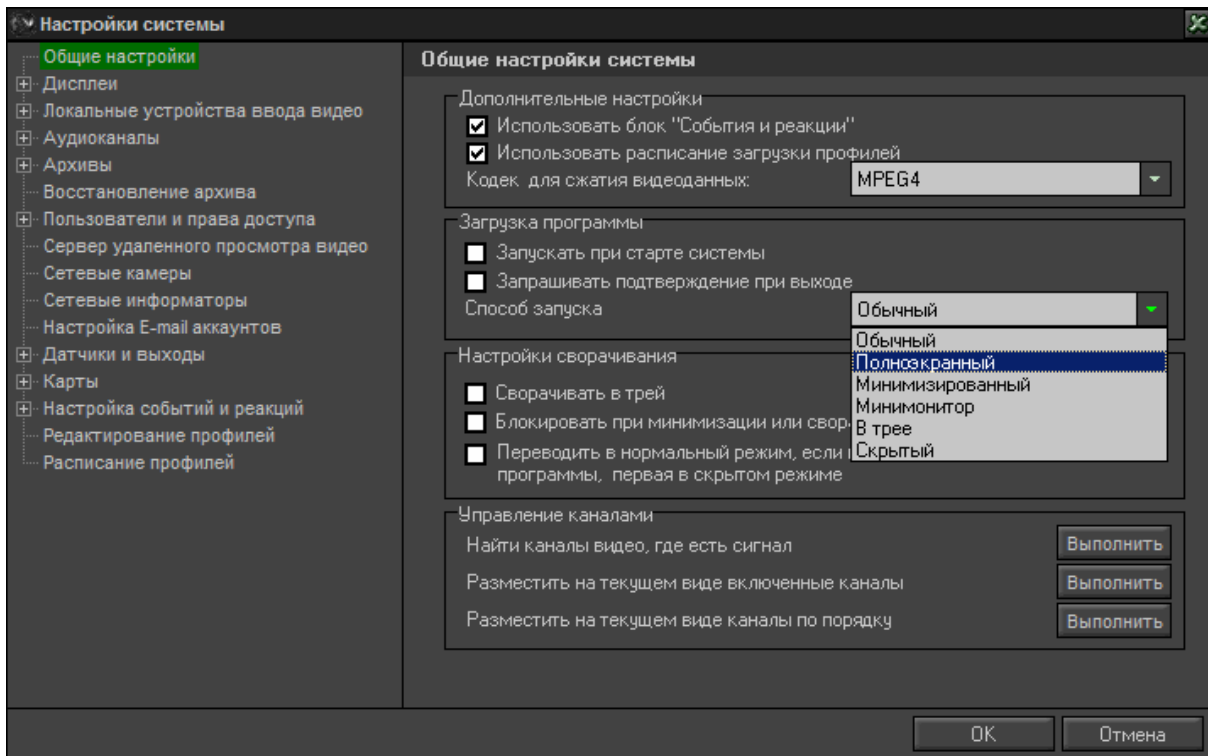 Настройки системы
Общие настройки
Дисплеи
Локальные устройства ввода видео
Аудиоканалы
Архивы
Восстановление архива
Пользователи и права доступа
Сервер удаленного просмотра видео
Сетевые камеры
Сетевые информаторы
Настройка E-mail аккаунтов
Датчики и выходы
Карты
Настройка событий и реакций
Редактирование профилей
Расписание профилей
Общие настройки системы
Дополнительные настройки
Использовать блок "События и реакции"
Использовать расписание загрузки профилей
Кодек для сжатия видеоданных: MPEG4
Загрузка программы
Запускать при старте системы
Запрашивать подтверждение при выходе
Способ запуска Обычный
Обычный
Полноэкранный
Минимизированный
Минимонитор
В трее
Скрытый
Настройки сворачивания
Сворачивать в трей
Блокировать при минимизации или свор
Переводить в нормальный режим, если
программы, первая в скрытом режиме
Управление каналами
Найти каналы видео, где есть сигнал Выполнить
Разместить на текущем виде включенные каналы Выполнить
Разместить на текущем виде каналы по порядку Выполнить
OK Отмена